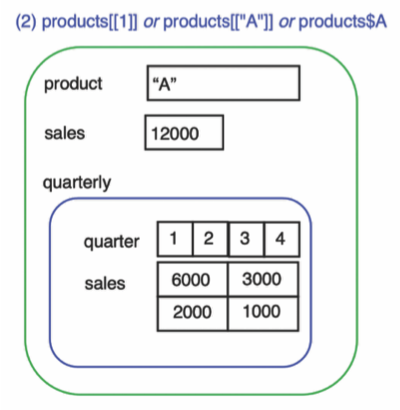 (2) products[[1]] or products[["A"]] or products$A
product “A”
sales 12000
quarterly
quarter 1 2 3 4
sales 6000 3000
2000 1000